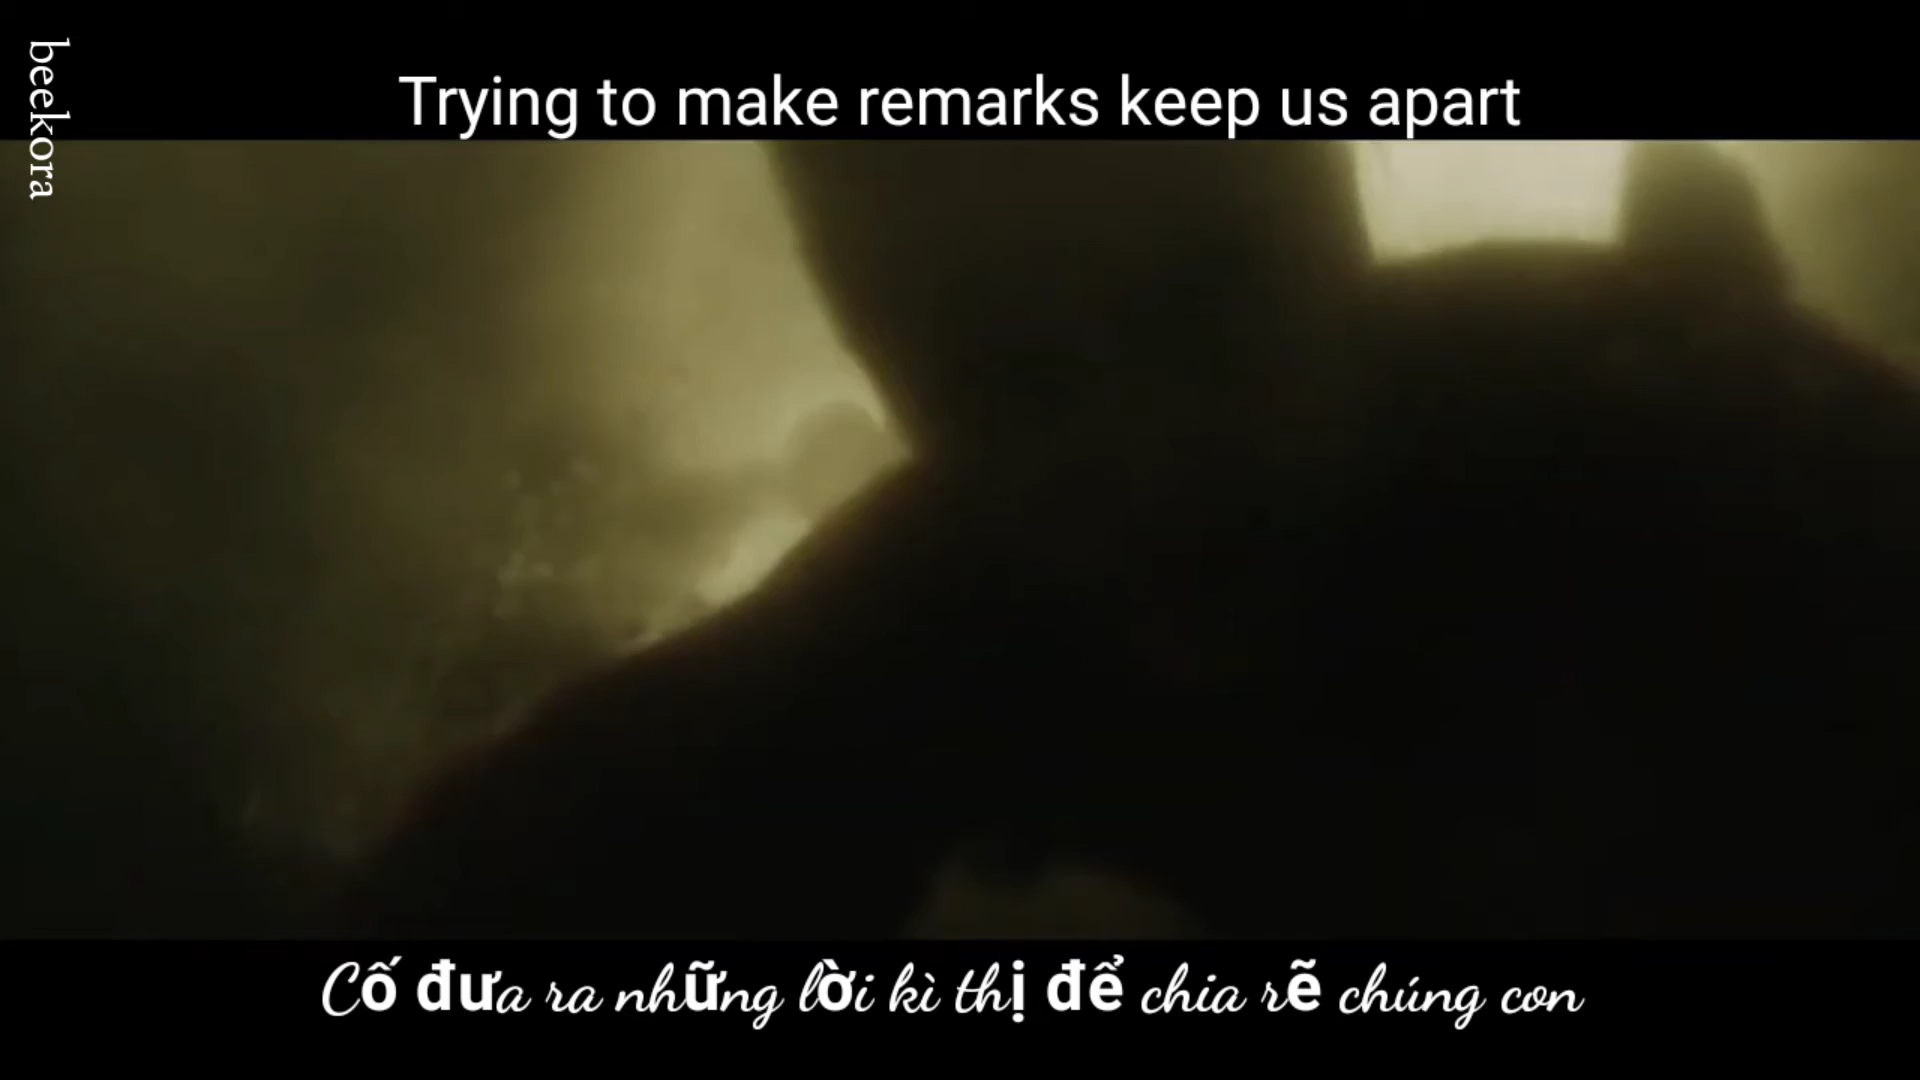 beekora
Trying to make remarks keep us apart
Cố đưa ra những lời kì thị để chia rẽ chúng con